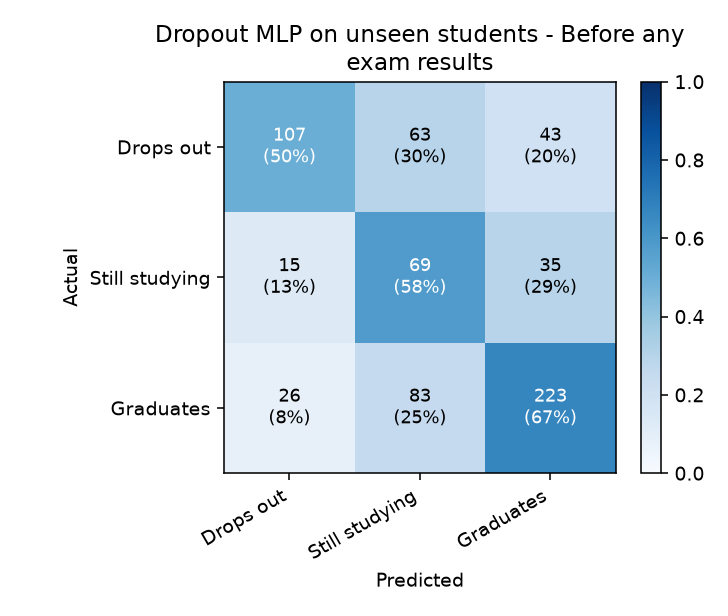 Dropout MLP on unseen students - Before any
exam results
Actual
Drops out
107
(50%)
63
(30%)
43
(20%)
Still studying
15
(13%)
69
(58%)
35
(29%)
Graduates
26
(8%)
83
(25%)
223
(67%)
Drops out
Still studying
Graduates
Predicted
1.0
0.8
0.6
0.4
0.2
0.0